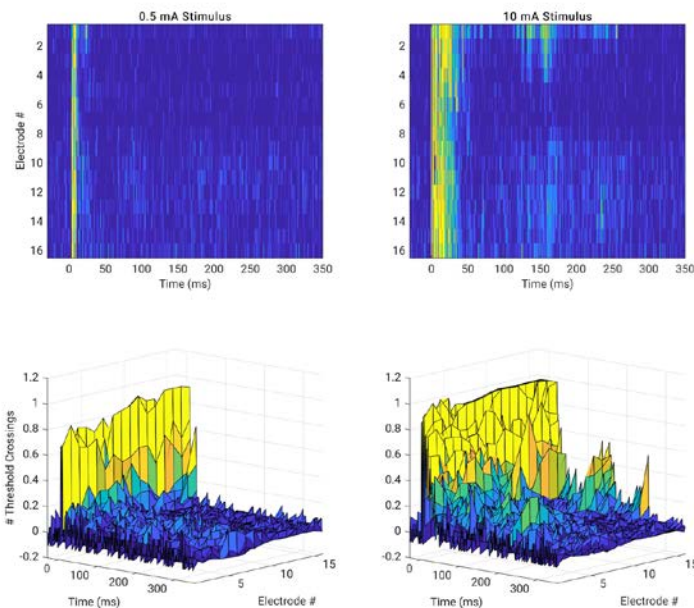 0.5 mA Stimulus
10 mA Stimulus
Electrode #
2
4
6
8
10
12
14
16
2
4
6
8
10
12
14
16
0 50 100 150 200 250 300 350
Time (ms)
0 50 100 150 200 250 300 350
Time (ms)
# Threshold Crossings
1.2
1
0.8
0.6
0.4
0.2
0
-0.2
0 100 200 300
Time (ms)
5 10 15
Electrode #
1.2
1
0.8
0.6
0.4
0.2
0
-0.2
0 100 200 300
Time (ms)
5 10 15
Electrode #